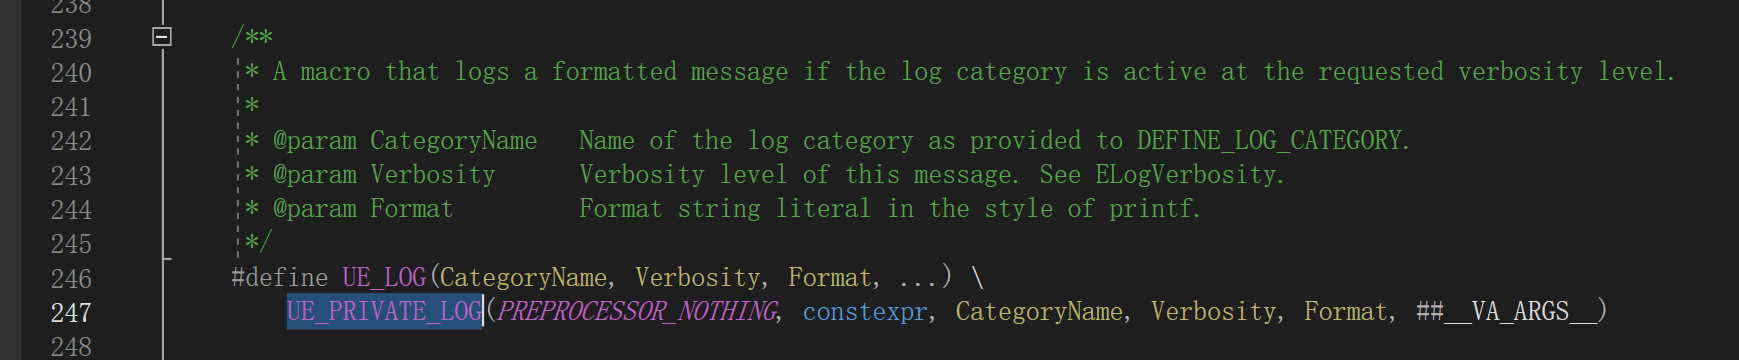 238
239 /**
240 * A macro that logs a formatted message if the log category is active at the requested verbosity level.
241 *
242 * @param CategoryName Name of the log category as provided to DEFINE_LOG_CATEGORY.
243 * @param Verbosity Verbosity level of this message. See ELogVerbosity.
244 * @param Format Format string literal in the style of printf.
245 */
246 #define UE_LOG(CategoryName, Verbosity, Format, ...) \
247 UE_PRIVATE_LOG(PREPROCESSOR_NOTHING, constexpr, CategoryName, Verbosity, Format, ##__VA_ARGS__)
248